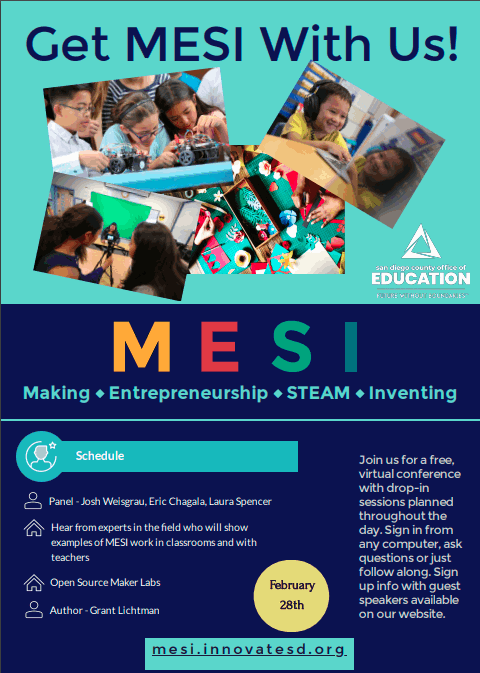 Get MESI With Us!
san diego county office of
EDUCATION
FUTURE WITHOUT BOUNDARIES
M E S I
Making ◆ Entrepreneurship ◆ STEAM ◆ Inventing
Schedule
Panel - Josh Weisgrau, Eric Chagala, Laura Spencer
Hear from experts in the field who will show
examples of MESI work in classrooms and with
teachers
Open Source Maker Labs
Author - Grant Lichtman
February
28th
Join us for a free,
virtual conference
with drop-in
sessions planned
throughout the
day. Sign in from
any computer, ask
questions or just
follow along. Sign
up info with guest
speakers available
on our website.
mesi.innovatesd.org